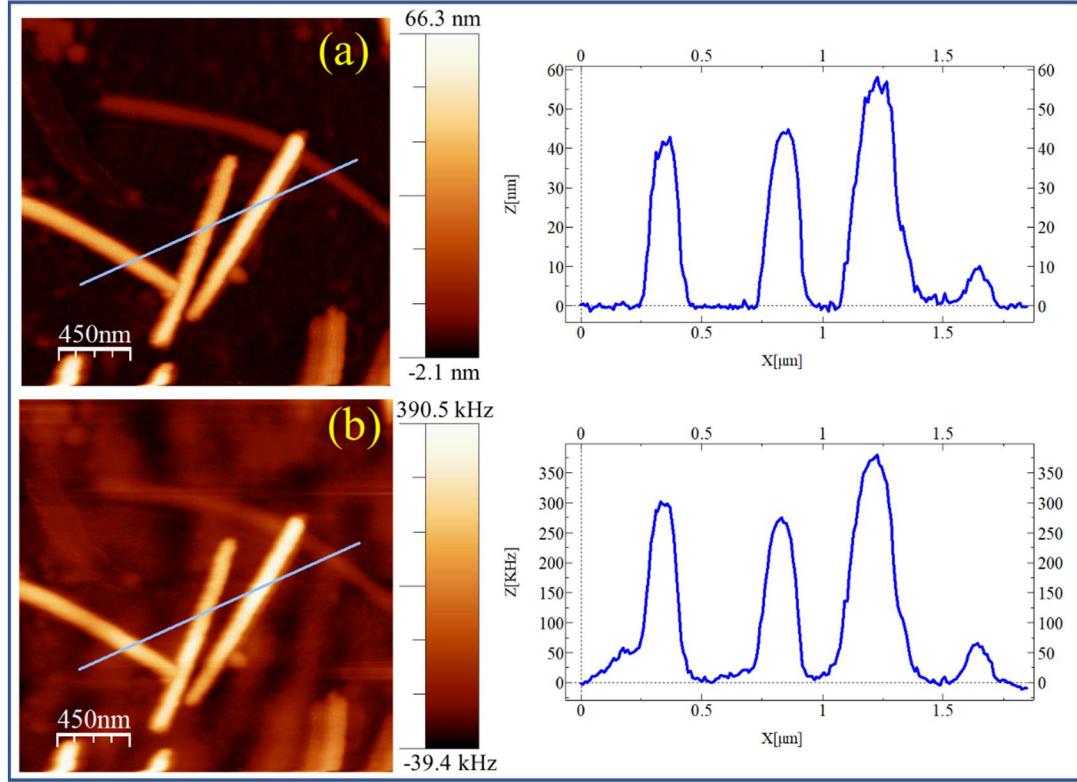 (a)
450nm
66.3 nm
-2.1 nm
0 0.5 1 1.5
60 60
50 50
40 40
30 30
20 20
10 10
0 0
Z[nm]
0 0.5 1 1.5
X[µm]
(b)
450nm
390.5 kHz
-39.4 kHz
0 0.5 1 1.5
350 350
300 300
250 250
200 200
150 150
100 100
50 50
0 0
Z[KHz]
0 0.5 1 1.5
X[µm]